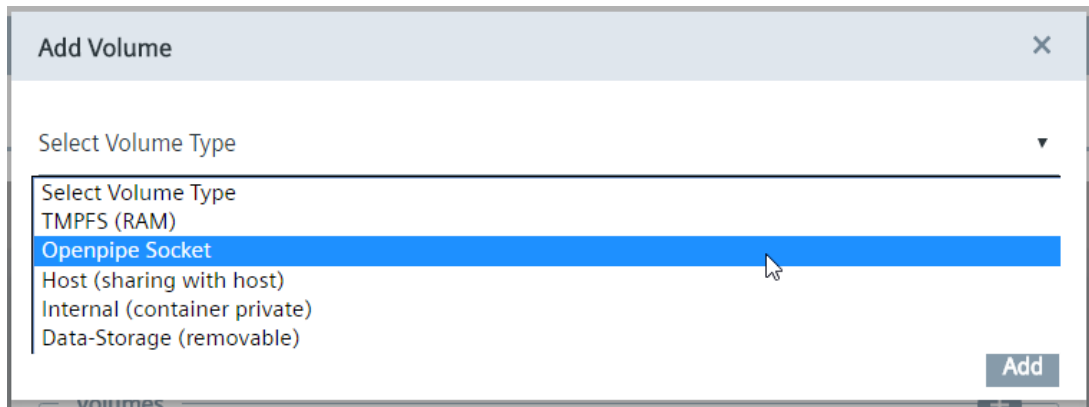 Add Volume
Select Volume Type
Select Volume Type
TMPFS (RAM)
Openpipe Socket
Host (sharing with host)
Internal (container private)
Data-Storage (removable)
Add
Volumes